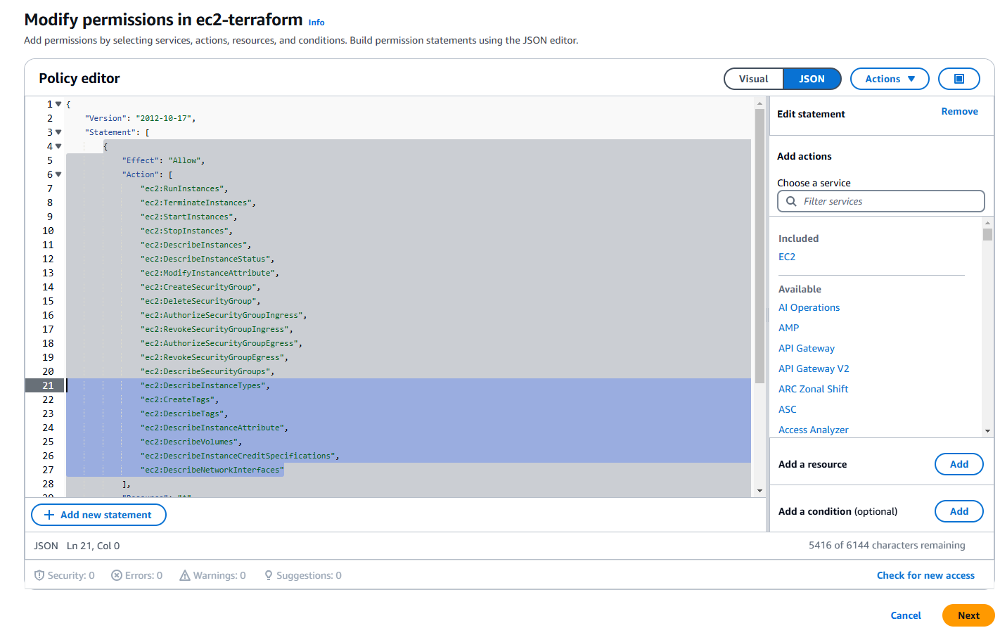 Modify permissions in ec2-terraform Info
Add permissions by selecting services, actions, resources, and conditions. Build permission statements using the JSON editor.
Policy editor
Visual
JSON
Actions
1 {
2 "Version": "2012-10-17",
3 "Statement": [
4 {
5 "Effect": "Allow",
6 "Action": [
7 "ec2:RunInstances",
8 "ec2:TerminateInstances",
9 "ec2:StartInstances",
10 "ec2:StopInstances",
11 "ec2:DescribeInstances",
12 "ec2:DescribeInstanceStatus",
13 "ec2:ModifyInstanceAttribute",
14 "ec2:CreateSecurityGroup",
15 "ec2:DeleteSecurityGroup",
16 "ec2:AuthorizeSecurityGroupIngress",
17 "ec2:RevokeSecurityGroupIngress",
18 "ec2:AuthorizeSecurityGroupEgress",
19 "ec2:RevokeSecurityGroupEgress",
20 "ec2:DescribeSecurityGroups",
21 "ec2:DescribeInstanceTypes",
22 "ec2:CreateTags",
23 "ec2:DescribeTags",
24 "ec2:DescribeInstanceAttribute",
25 "ec2:DescribeVolumes",
26 "ec2:DescribeInstanceCreditSpecifications",
27 "ec2:DescribeNetworkInterfaces"
28 ],
29 "Resource": "*"
Edit statement
Remove
Add actions
Choose a service
Filter services
Included
EC2
Available
AI Operations
AMP
API Gateway
API Gateway V2
ARC Zonal Shift
ASC
Access Analyzer
Add a resource
Add
Add a condition (optional)
Add
+ Add new statement
JSON Ln 21, Col 0
5416 of 6144 characters remaining
Security: 0
Errors: 0
Warnings: 0
Suggestions: 0
Check for new access
Cancel
Next